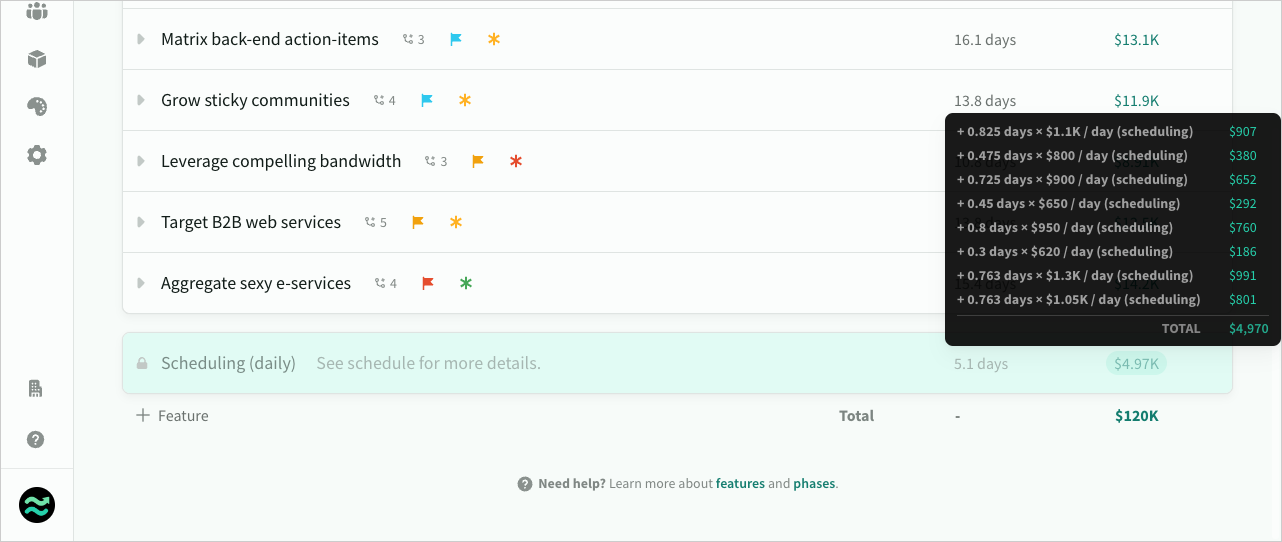 Matrix back-end action-items 3 16.1 days $13.1K
Grow sticky communities 4 13.8 days $11.9K
Leverage compelling bandwidth 3
Target B2B web services 5
Aggregate sexy e-services 4
+ 0.825 days × $1.1K / day (scheduling) $907
+ 0.475 days × $800 / day (scheduling) $380
+ 0.725 days × $900 / day (scheduling) $652
+ 0.45 days × $650 / day (scheduling) $292
+ 0.8 days × $950 / day (scheduling) $760
+ 0.3 days × $620 / day (scheduling) $186
+ 0.763 days × $1.3K / day (scheduling) $991
+ 0.763 days × $1.05K / day (scheduling) $801
TOTAL $4,970
Scheduling (daily) See schedule for more details. 5.1 days $4.97K
Feature Total - $120K
Need help? Learn more about features and phases.